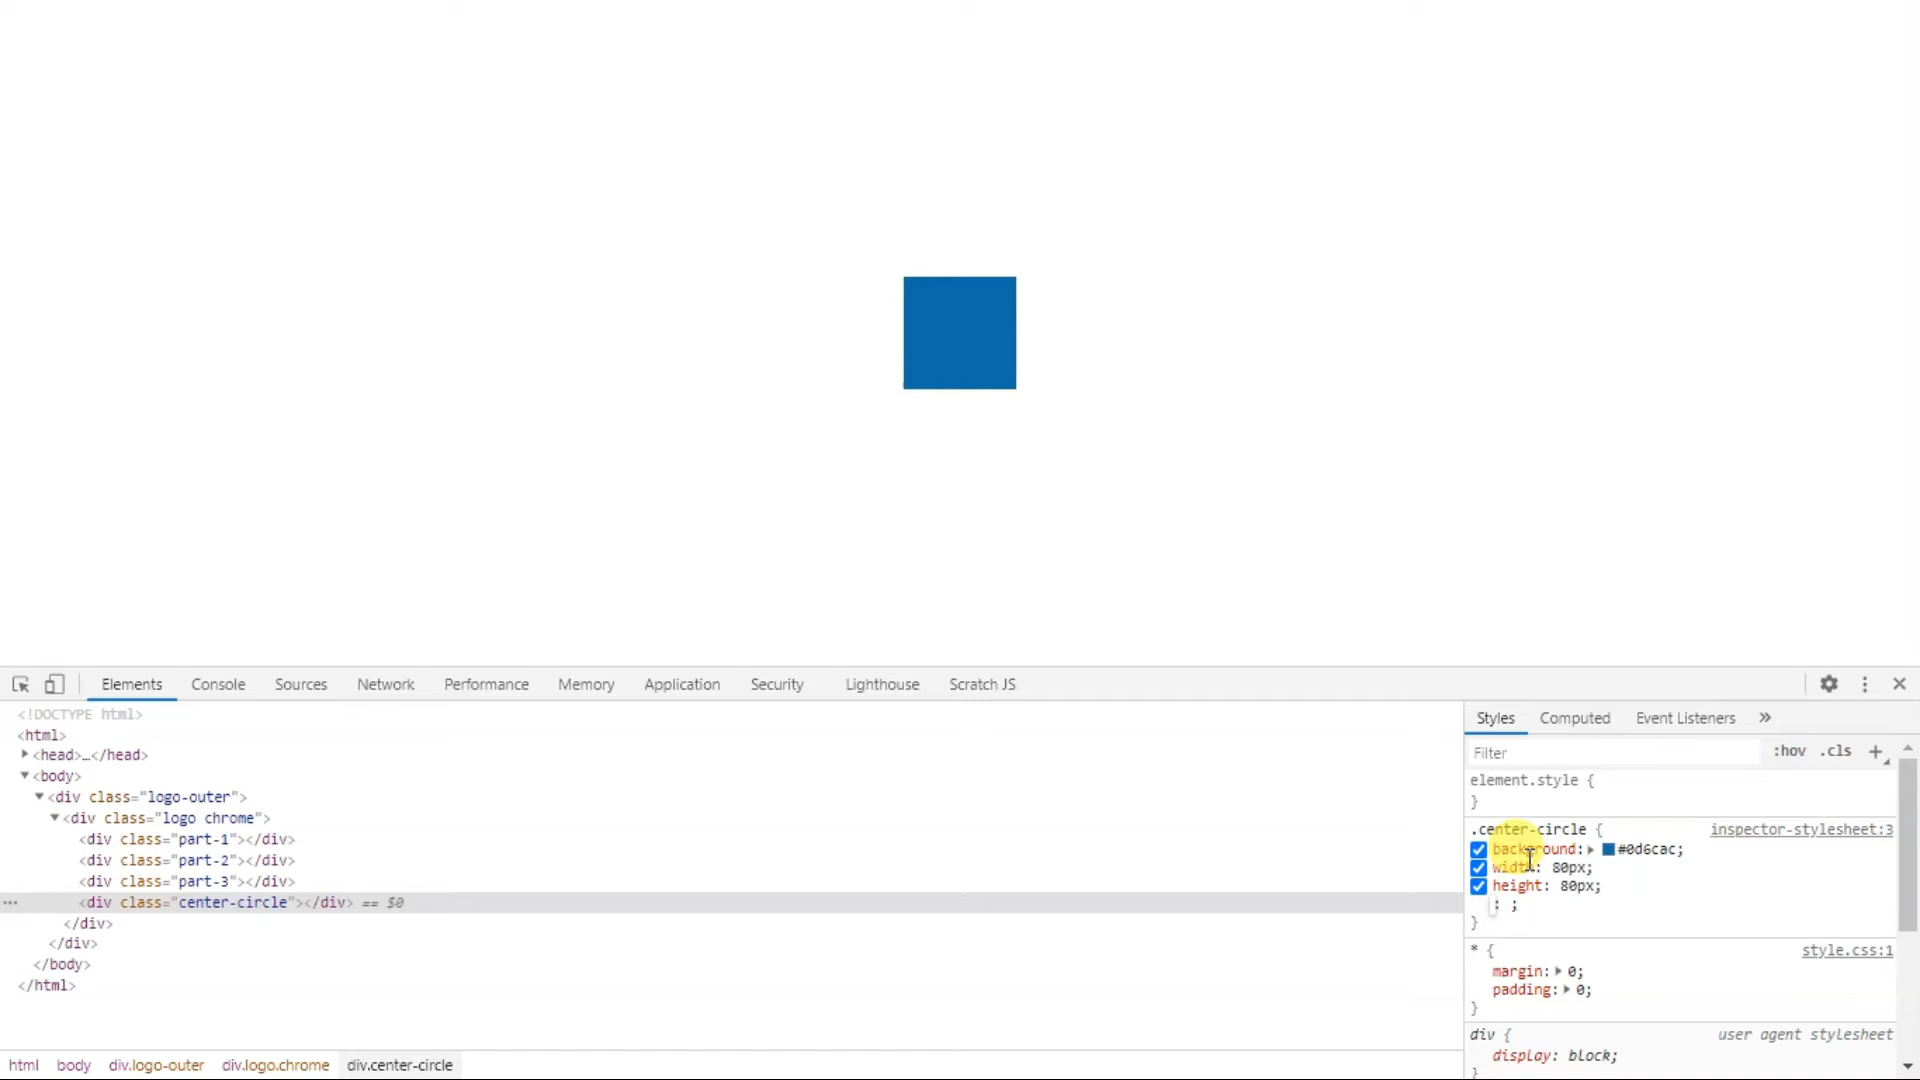 Elements Console Sources Network Performance Memory Application Security Lighthouse Scratch JS
<!DOCTYPE html>
<html>
<head>…</head>
<body>
<div class="logo-outer">
<div class="logo chrome">
<div class="part-1"></div>
<div class="part-2"></div>
<div class="part-3"></div>
<div class="center-circle"></div> == $0
</div>
</div>
</body>
</html>
html body div.logo-outer div.logo.chrome div.center-circle
Styles Computed Event Listeners »
Filter :hov .cls +
element.style {
}
.center-circle { inspector-stylesheet:3
background: #0d6cac;
width: 80px;
height: 80px;
: ;
}
* { style.css:1
margin: 0;
padding: 0;
}
div { user agent stylesheet
display: block;
}